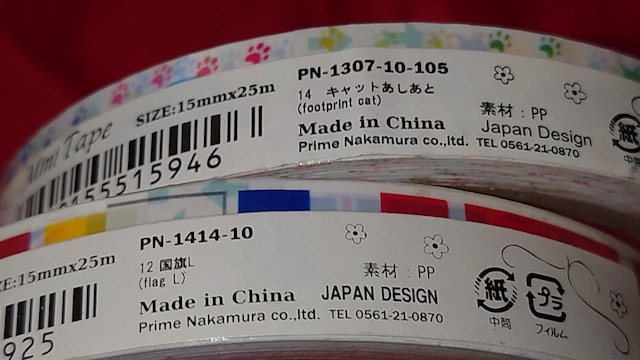 Mini Tape
SIZE:15mmx25m
155515946
PN-1307-10-105
14 キャットあしあと
(footprint cat)
Made in China
Prime Nakamura co.,ltd. TEL 0561-21-0870
素材:PP
Japan Design
紙
中筒
ZE:15mmx25m
925
PN-1414-10
12 国旗L
(flag L)
素材:PP
Made in China JAPAN DESIGN
Prime Nakamura co.,ltd. TEL 0561-21-0870
紙
中筒
プラ
フィルム